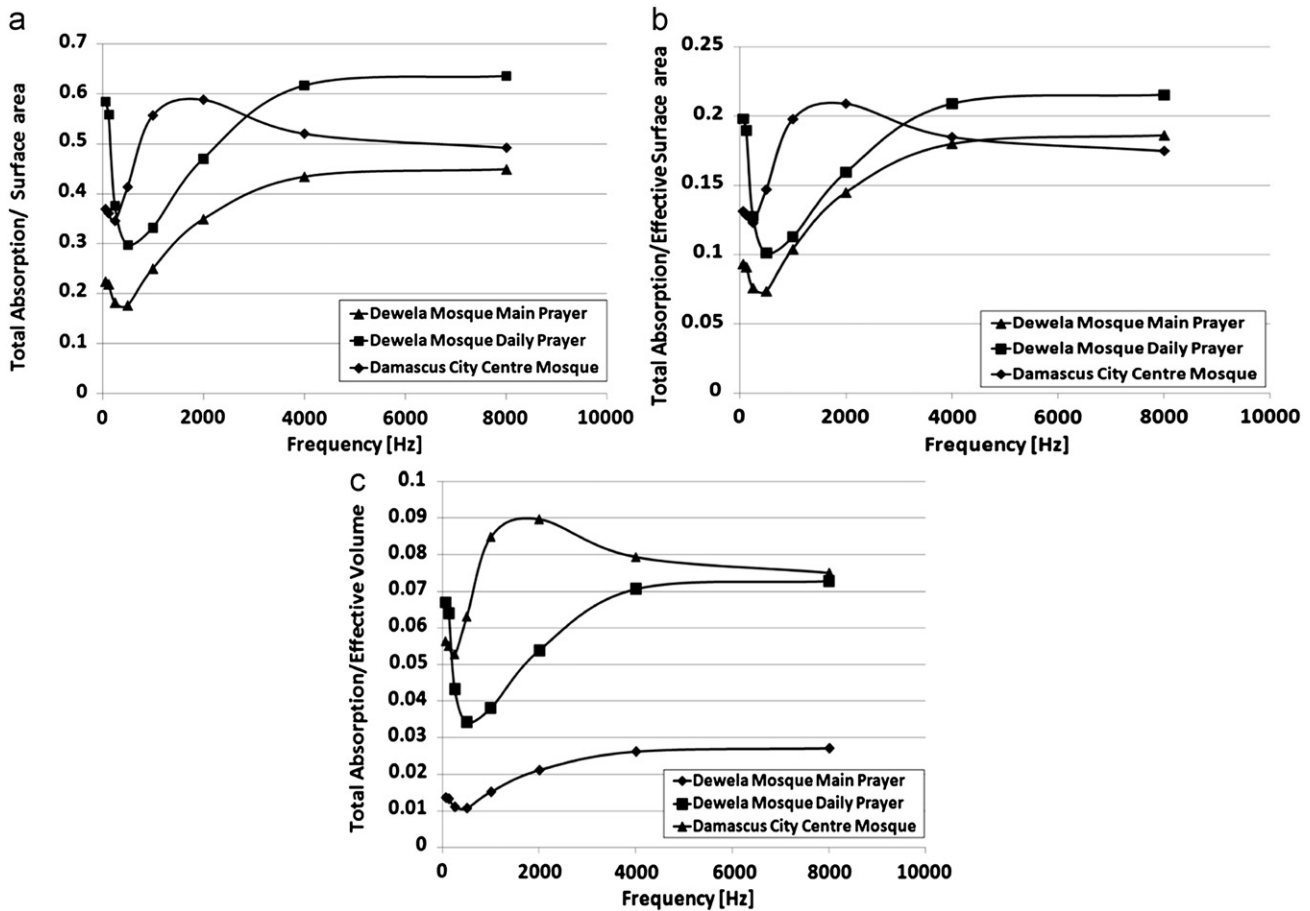 a
Total Absorption/ Surface area
0.7
0.6
0.5
0.4
0.3
0.2
0.1
0
Dewela Mosque Main Prayer
Dewela Mosque Daily Prayer
Damascus City Centre Mosque
0 2000 4000 6000 8000 10000
Frequency [Hz]
b
Total Absorption/Effective Surface area
0.25
0.2
0.15
0.1
0.05
0
Dewela Mosque Main Prayer
Dewela Mosque Daily Prayer
Damascus City Centre Mosque
0 2000 4000 6000 8000 10000
Frequency [Hz]
c
Total Absorption/Effective Volume
0.1
0.09
0.08
0.07
0.06
0.05
0.04
0.03
0.02
0.01
0
Dewela Mosque Main Prayer
Dewela Mosque Daily Prayer
Damascus City Centre Mosque
0 2000 4000 6000 8000 10000
Frequency [Hz]